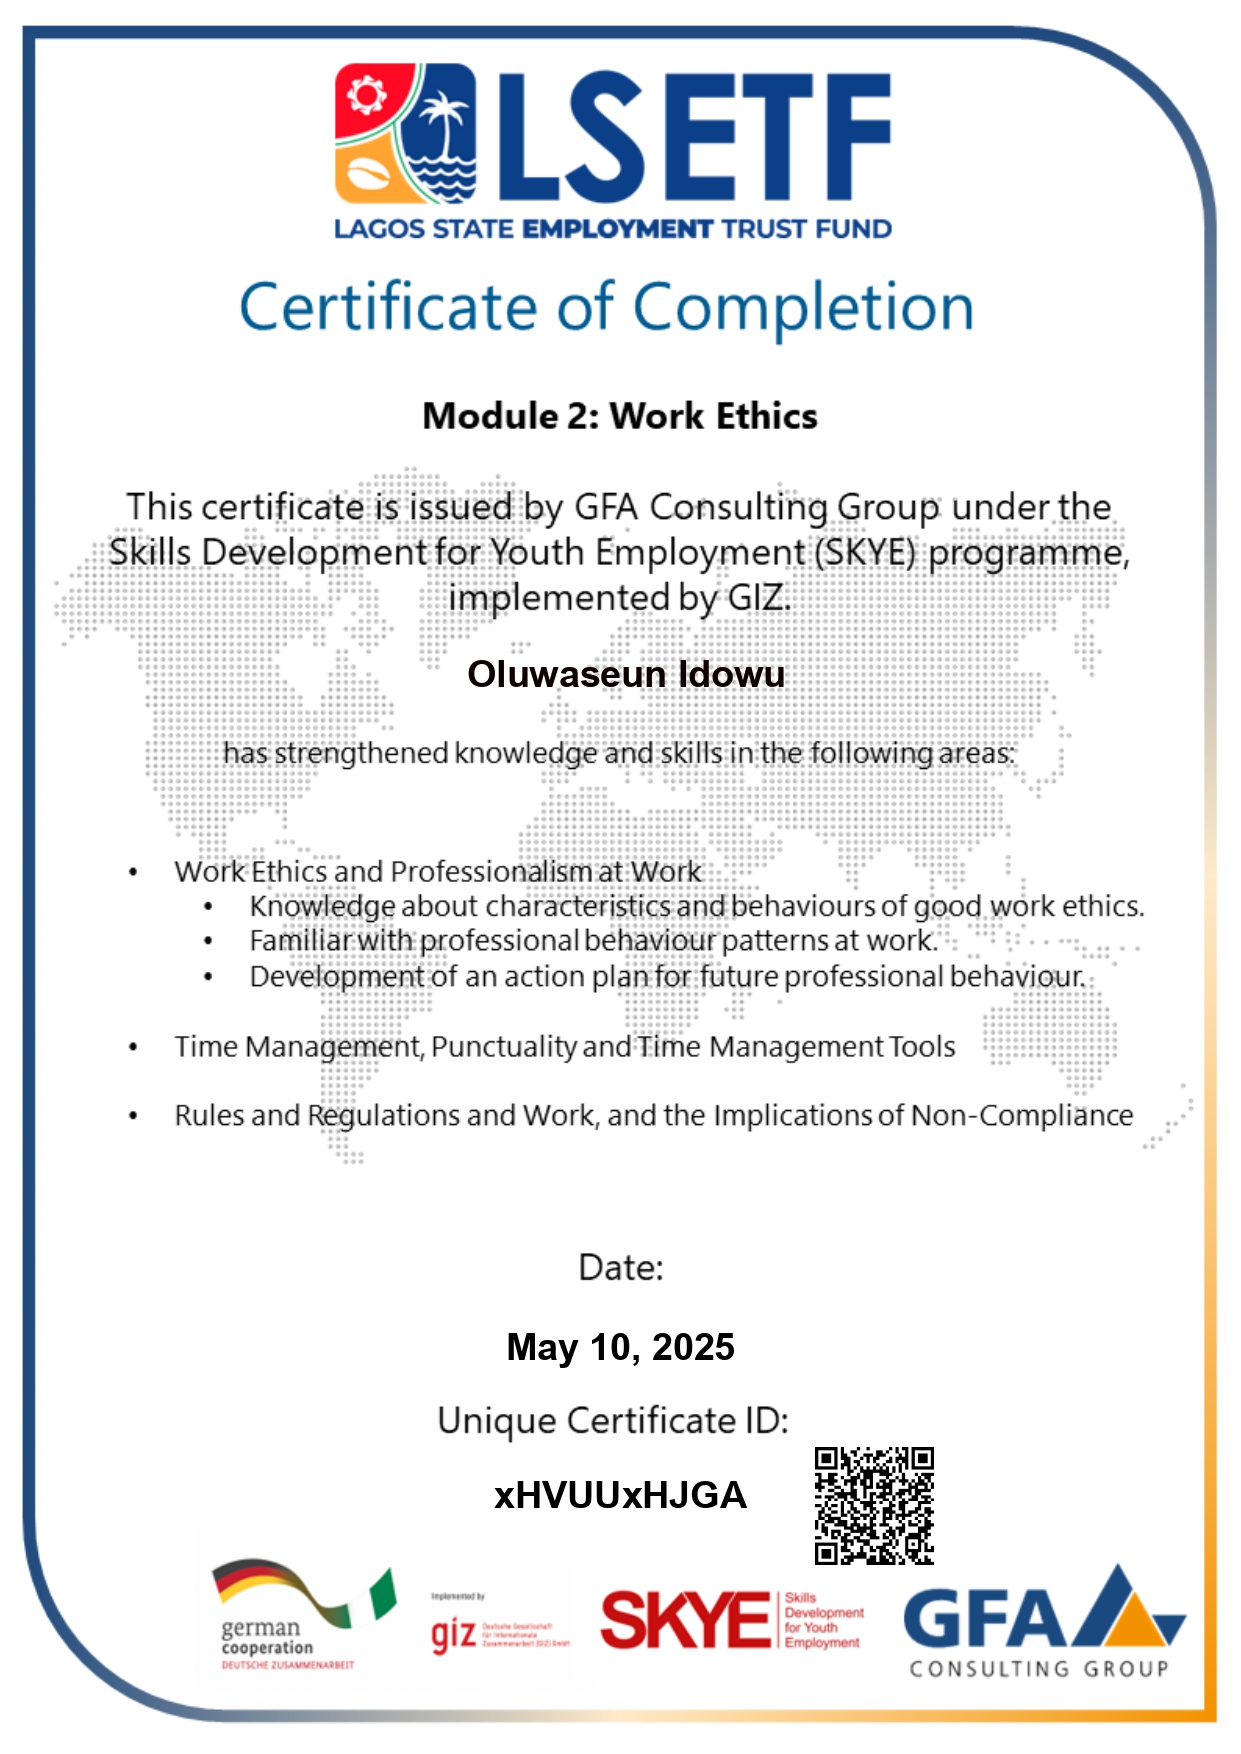 LSETF
LAGOS STATE EMPLOYMENT TRUST FUND
Certificate of Completion
Module 2: Work Ethics
This certificate is issued by GFA Consulting Group under the
Skills Development for Youth Employment (SKYE) programme,
implemented by GIZ.
Oluwaseun Idowu
has strengthened knowledge and skills in the following areas:
• Work Ethics and Professionalism at Work
• Knowledge about characteristics and behaviours of good work ethics.
• Familiar with professional behaviour patterns at work.
• Development of an action plan for future professional behaviour.
• Time Management, Punctuality and Time Management Tools
• Rules and Regulations and Work, and the Implications of Non-Compliance
Date:
May 10, 2025
Unique Certificate ID:
xHVUUxHJGA
german
cooperation
DEUTSCHE ZUSAMMENARBEIT
Implemented by
giz
Deutsche Gesellschaft
für Internationale
Zusammenarbeit (GIZ) GmbH
SKYE
Skills
Development
for Youth
Employment
GFA
CONSULTING GROUP